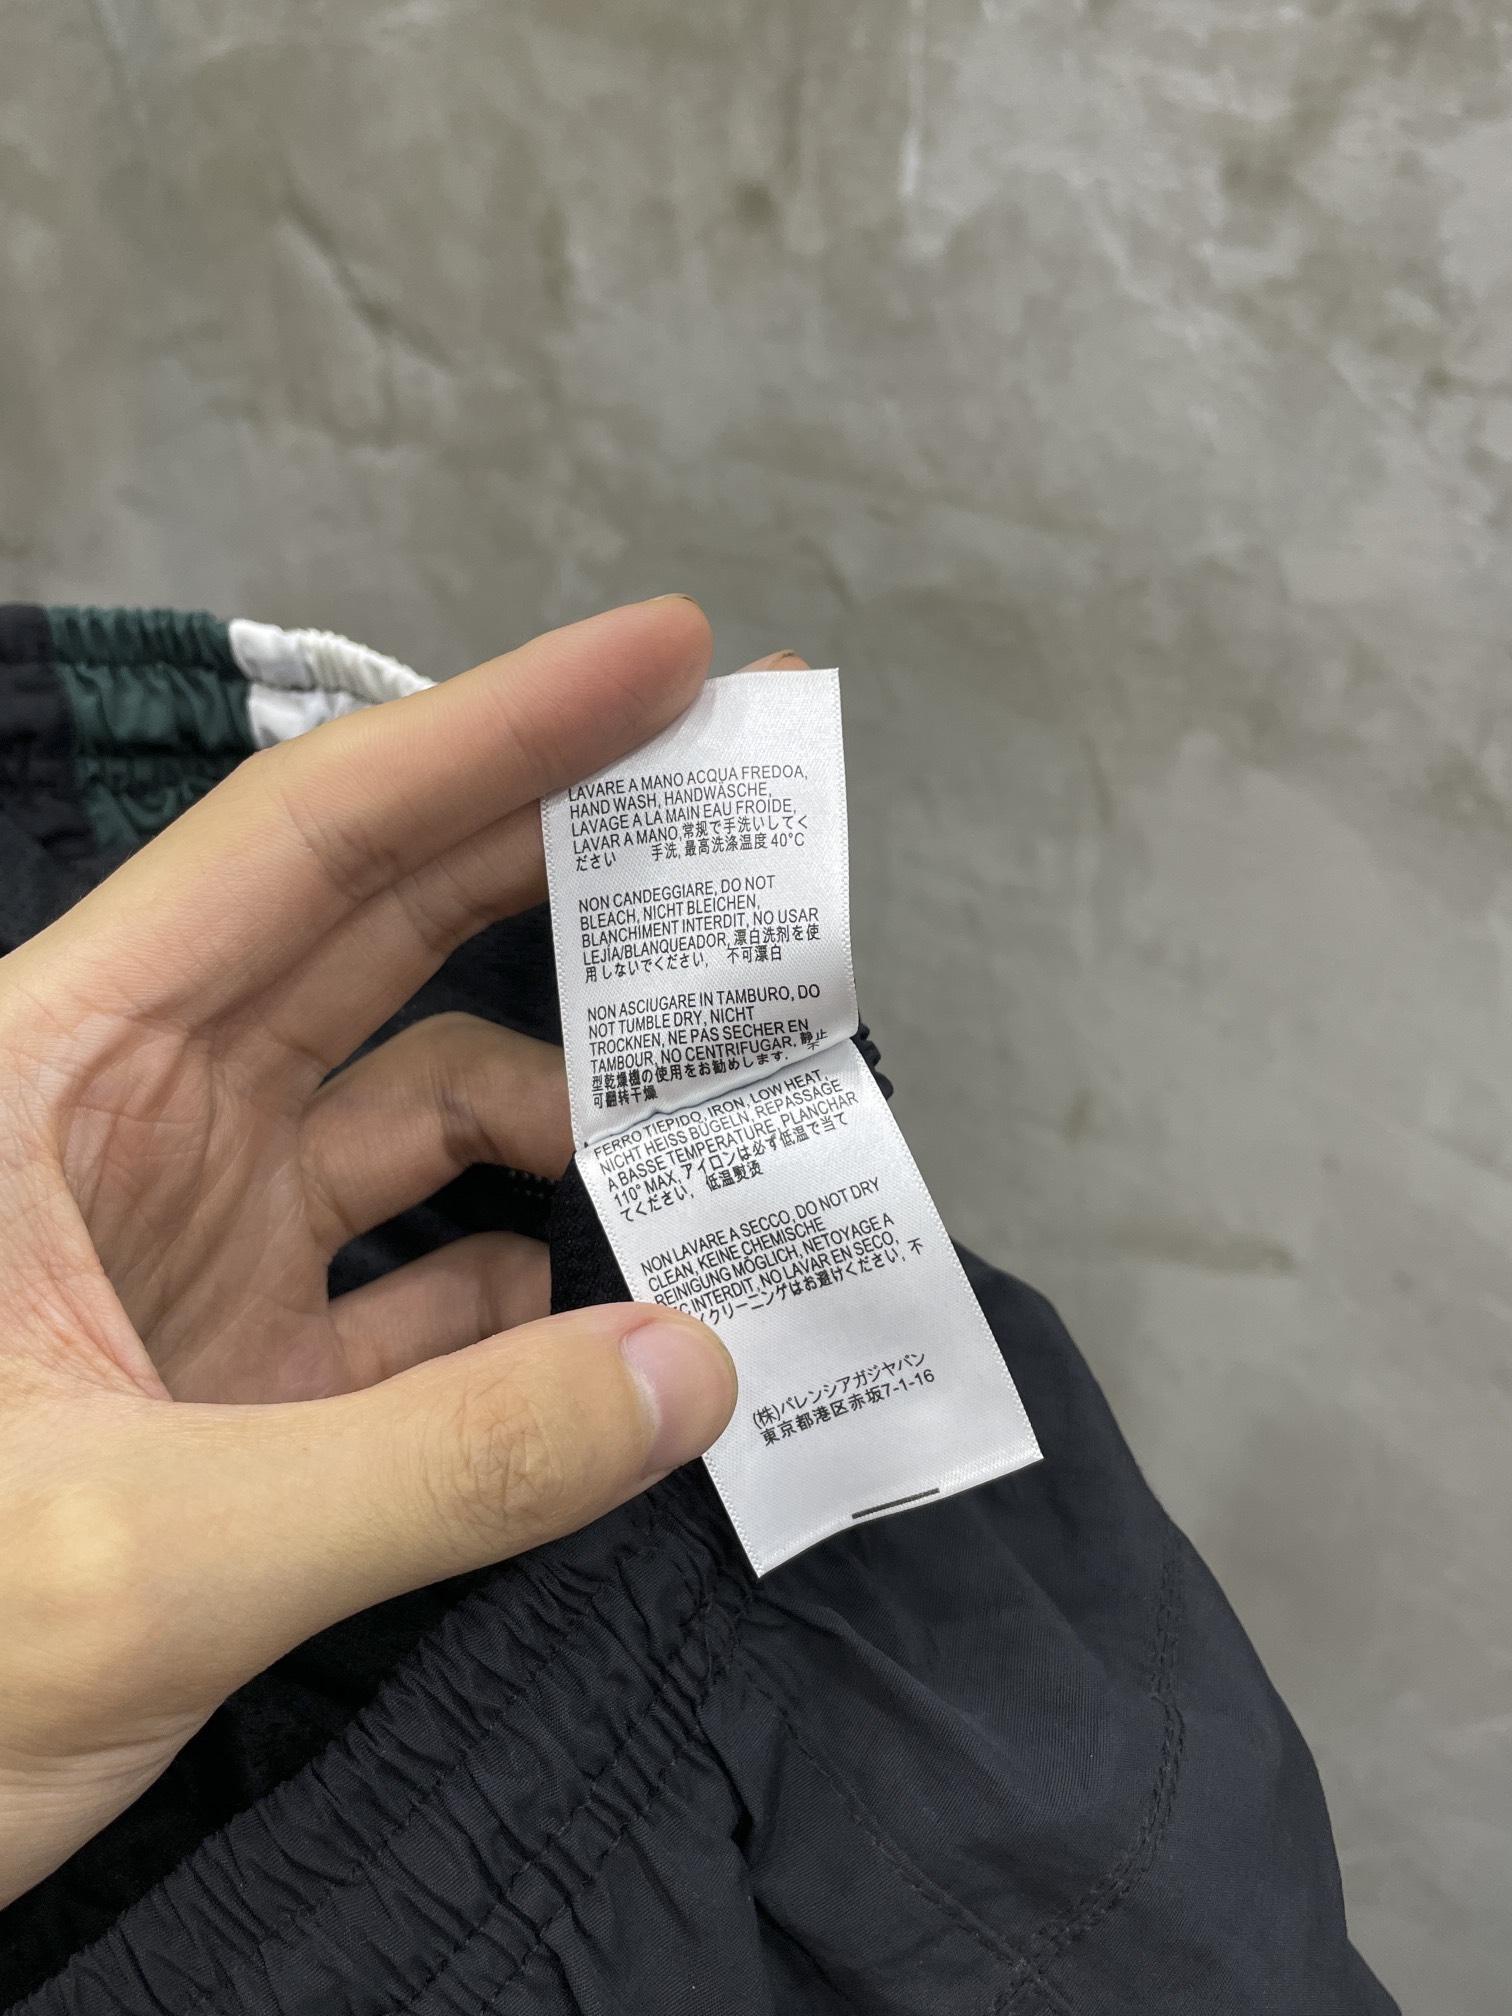 LAVARE A MANO ACQUA FREDOA,
HAND WASH, HANDWÄSCHE,
LAVAGE A LA MAIN EAU FROIDE,
LAVAR A MANO,常规で手洗いしてく
ださい 手洗, 最高洗涤温度 40°C
NON CANDEGGIARE, DO NOT
BLEACH, NICHT BLEICHEN,
BLANCHIMENT INTERDIT, NO USAR
LEJÍA/BLANQUEADOR, 漂白洗剂を使
用しないでください, 不可漂白
NON ASCIUGARE IN TAMBURO, DO
NOT TUMBLE DRY, NICHT
TROCKNEN, NE PAS SECHER EN
TAMBOUR, NO CENTRIFUGAR, 静止
型乾燥機の使用をお勧めします. 禁
可翻转干燥
FERRO TIEPIDO, IRON, LOW HEAT,
NICHT HEISS BÜGELN, REPASSAGE
A BASSE TEMPERATURE, PLANCHAR
110° MAX, アイロンは必ず低温で当て
てください, 低温熨烫
NON LAVARE A SECCO, DO NOT DRY
CLEAN, KEINE CHEMISCHE
REINIGUNG MÖGLICH, NETOYAGE A
INTERDIT, NO LAVAR EN SECO,
クリーニングはお避けください, 不
(株)バレンシアガジャパン
東京都港区赤坂7-1-16